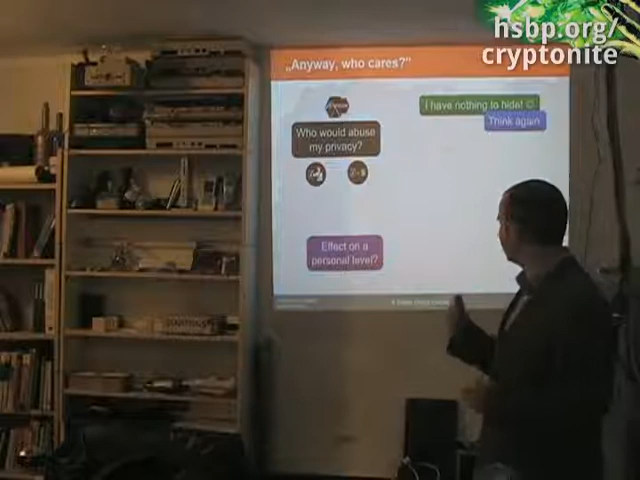 hsbp.org/
cryptonite
„Anyway, who cares?"
I have nothing to hide! ☺
Think again
Who would abuse
my privacy?
Effect on a
personal level?